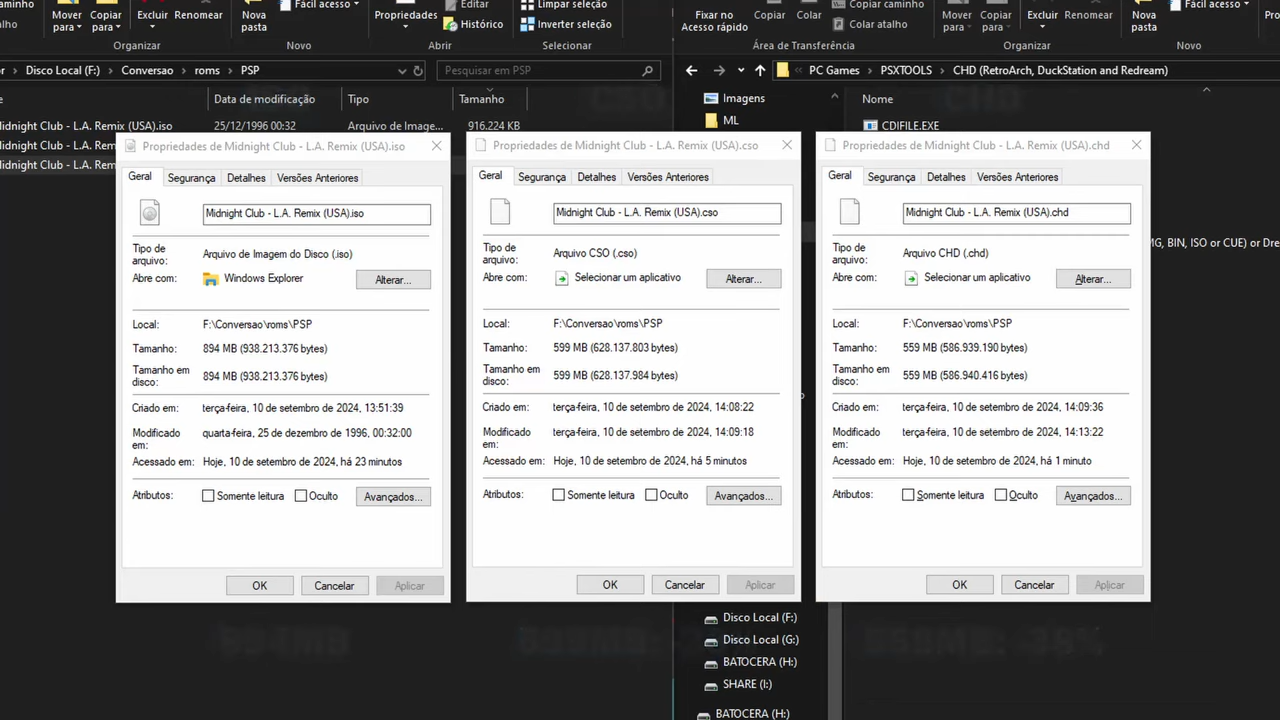 Mover para
Copiar para
Excluir
Renomear
Nova pasta
Fácil acesso
Propriedades
Editar
Histórico
Limpar seleção
Inverter seleção
Organizar
Novo
Abrir
Selecionar
Fixar no Acesso rápido
Copiar
Colar
Copiar caminho
Colar atalho
Mover para
Copiar para
Excluir
Renomear
Nova pasta
Fácil acesso
Área de Transferência
Organizar
Novo
Disco Local (F:)
Conversao
roms
PSP
Pesquisar em PSP
PC Games
PSXTOOLS
CHD (RetroArch, DuckStation and Redream)
Data de modificação
Tipo
Tamanho
Midnight Club - L.A. Remix (USA).iso
25/12/1996 00:32
Arquivo de Image...
916.224 KB
Imagens
ML
Nome
CDIFILE.EXE
Propriedades de Midnight Club - L.A. Remix (USA).iso
Geral
Segurança
Detalhes
Versões Anteriores
Midnight Club - L.A. Remix (USA).iso
Tipo de arquivo:
Arquivo de Imagem do Disco (.iso)
Abre com:
Windows Explorer
Alterar...
Local:
F:\Conversao\roms\PSP
Tamanho:
894 MB (938.213.376 bytes)
Tamanho em disco:
894 MB (938.213.376 bytes)
Criado em:
terça-feira, 10 de setembro de 2024, 13:51:39
Modificado em:
quarta-feira, 25 de dezembro de 1996, 00:32:00
Acessado em:
Hoje, 10 de setembro de 2024, há 23 minutos
Atributos:
Somente leitura
Oculto
Avançados...
OK
Cancelar
Aplicar
Propriedades de Midnight Club - L.A. Remix (USA).cso
Geral
Segurança
Detalhes
Versões Anteriores
Midnight Club - L.A. Remix (USA).cso
Tipo de arquivo:
Arquivo CSO (.cso)
Abre com:
Selecionar um aplicativo
Alterar...
Local:
F:\Conversao\roms\PSP
Tamanho:
599 MB (628.137.803 bytes)
Tamanho em disco:
599 MB (628.137.984 bytes)
Criado em:
terça-feira, 10 de setembro de 2024, 14:08:22
Modificado em:
terça-feira, 10 de setembro de 2024, 14:09:18
Acessado em:
Hoje, 10 de setembro de 2024, há 5 minutos
Atributos:
Somente leitura
Oculto
Avançados...
OK
Cancelar
Aplicar
Propriedades de Midnight Club - L.A. Remix (USA).chd
Geral
Segurança
Detalhes
Versões Anteriores
Midnight Club - L.A. Remix (USA).chd
Tipo de arquivo:
Arquivo CHD (.chd)
Abre com:
Selecionar um aplicativo
Alterar...
Local:
F:\Conversao\roms\PSP
Tamanho:
559 MB (586.939.190 bytes)
Tamanho em disco:
559 MB (586.940.416 bytes)
Criado em:
terça-feira, 10 de setembro de 2024, 14:09:36
Modificado em:
terça-feira, 10 de setembro de 2024, 14:13:22
Acessado em:
Hoje, 10 de setembro de 2024, há 1 minuto
Atributos:
Somente leitura
Oculto
Avançados...
OK
Cancelar
Aplicar
BIN, ISO or CUE) or
Disco Local (F:)
Disco Local (G:)
BATOCERA (H:)
SHARE (I:)
BATOCERA (H:)